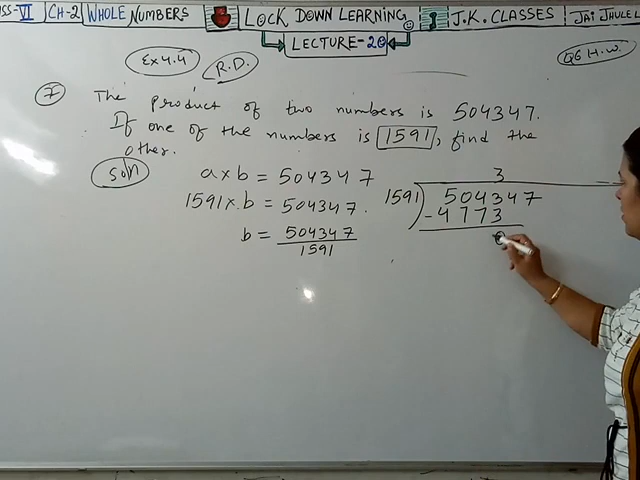 SS-VI CH-2 WHOLE NUMBERS LOCK DOWN LEARNING J.K. CLASSES JAI JHULEL
LECTURE-20
Ex 4.4 R.D. Q6 H.W.
7 The product of two numbers is 504347.
If one of the numbers is 1591, find the
other.
Soln a x b = 504347
1591 x b = 504347.
b = 504347
1591
3
1591 504347
- 4773
0